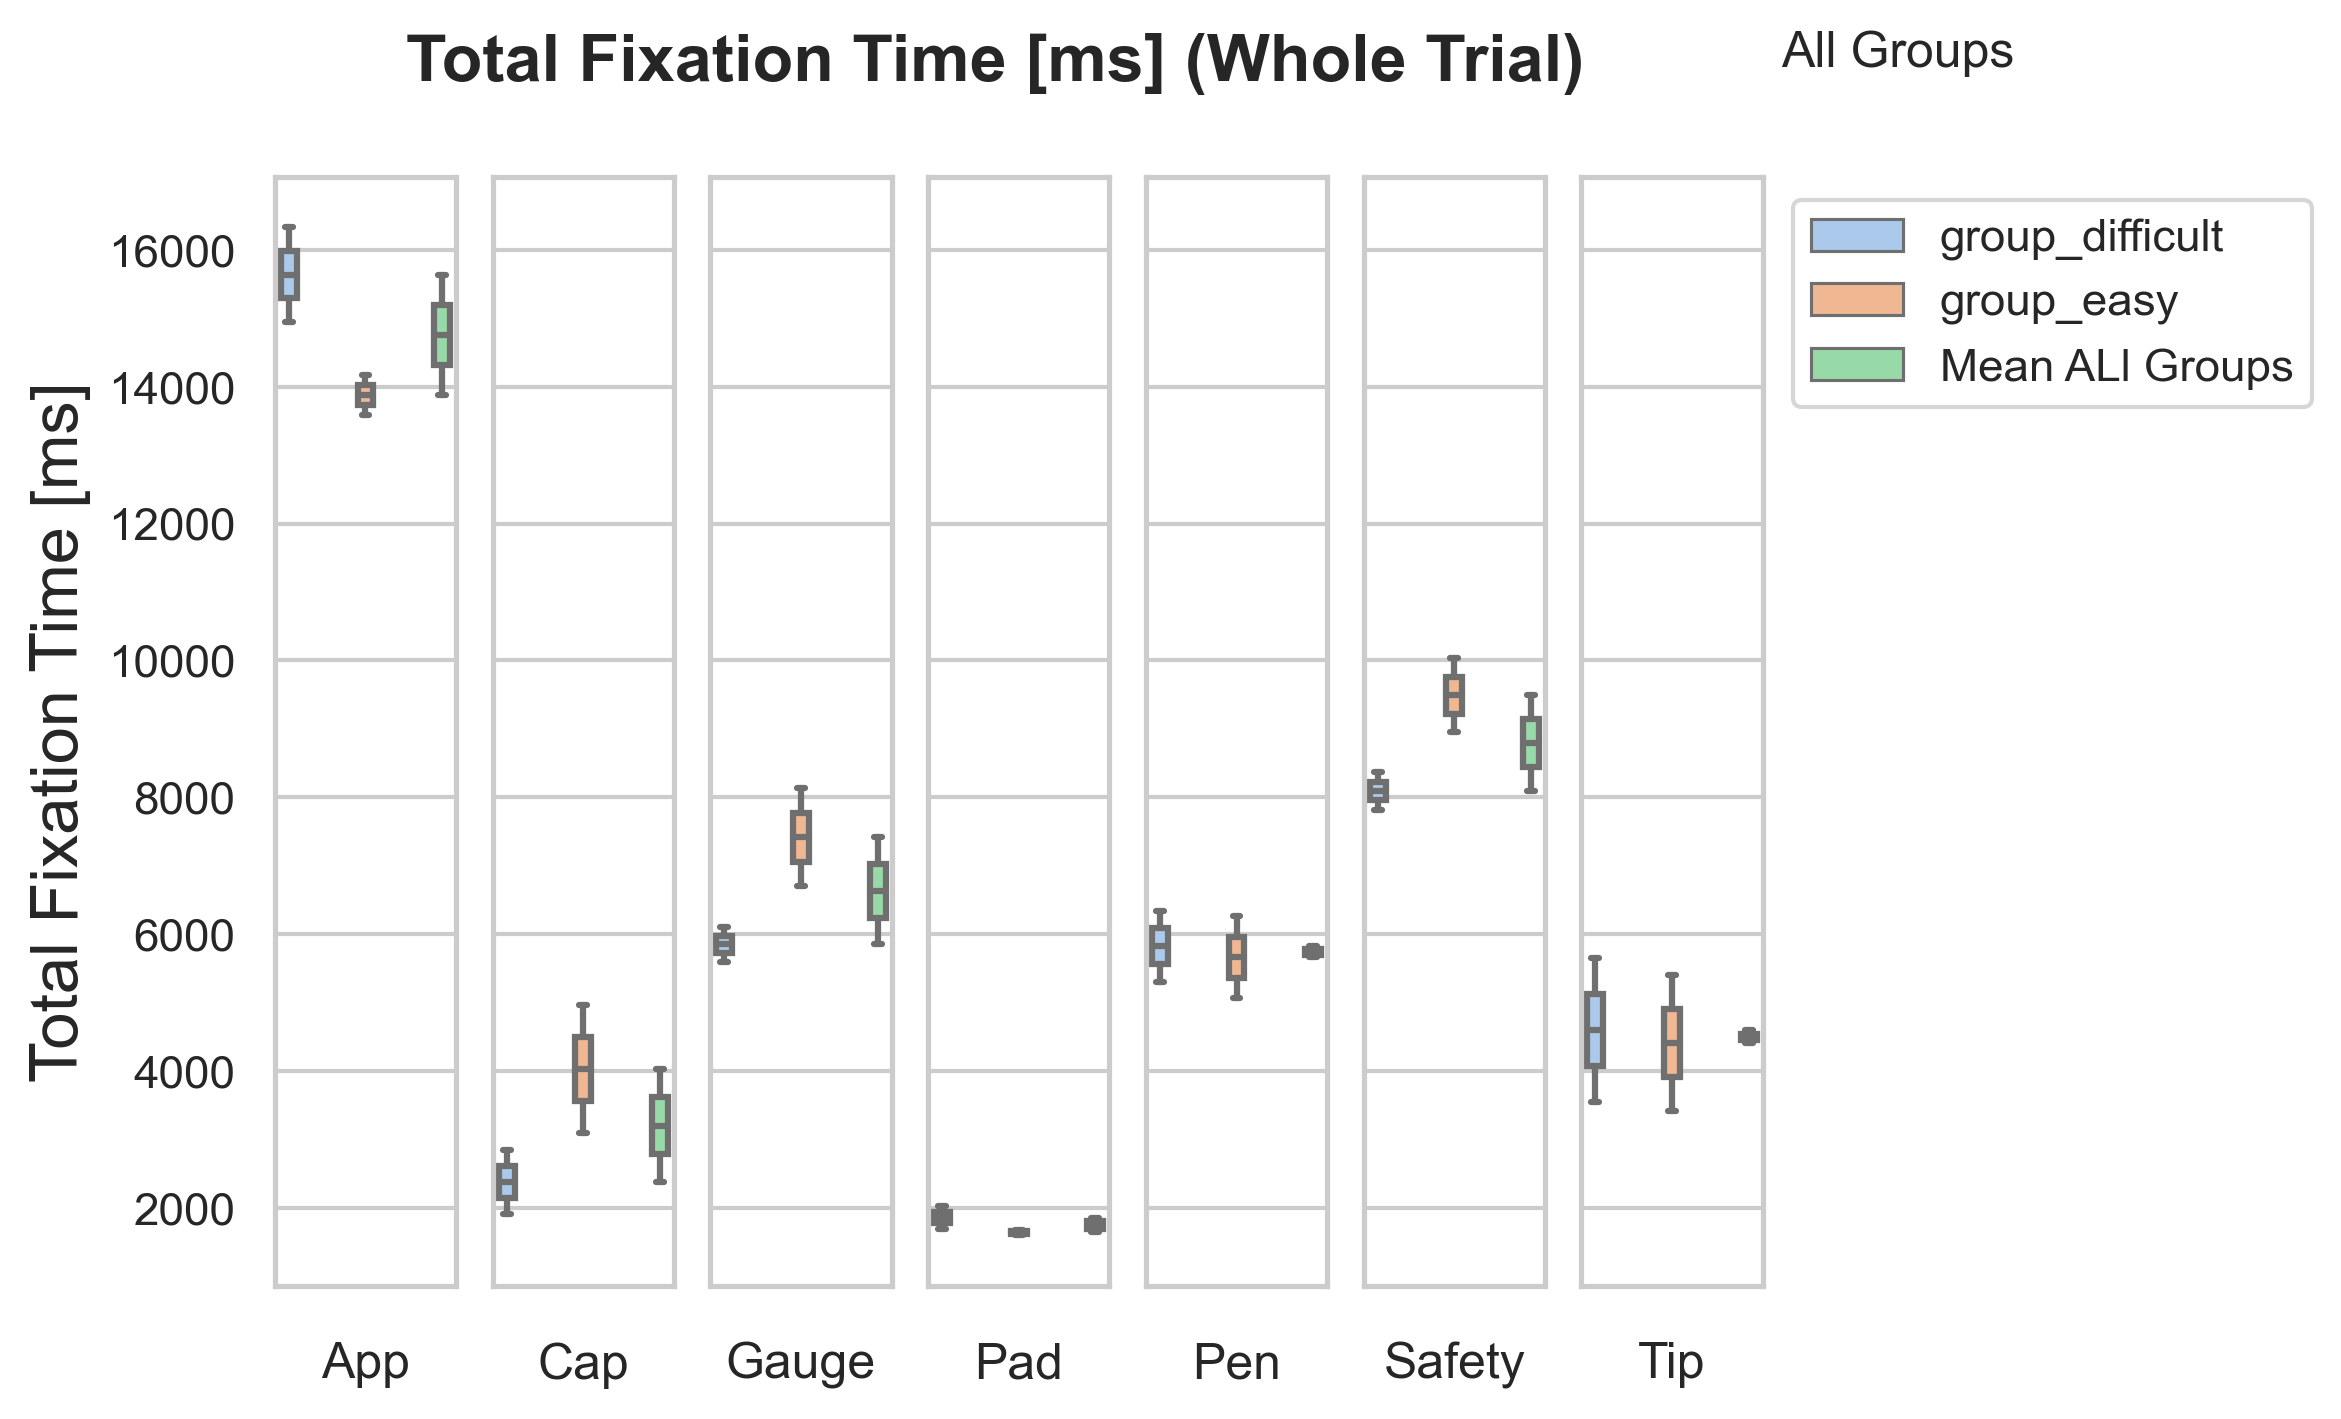 Total Fixation Time [ms] (Whole Trial)
All Groups
Total Fixation Time [ms]
16000
14000
12000
10000
8000
6000
4000
2000
App
Cap
Gauge
Pad
Pen
Safety
Tip
group_difficult
group_easy
Mean ALl Groups